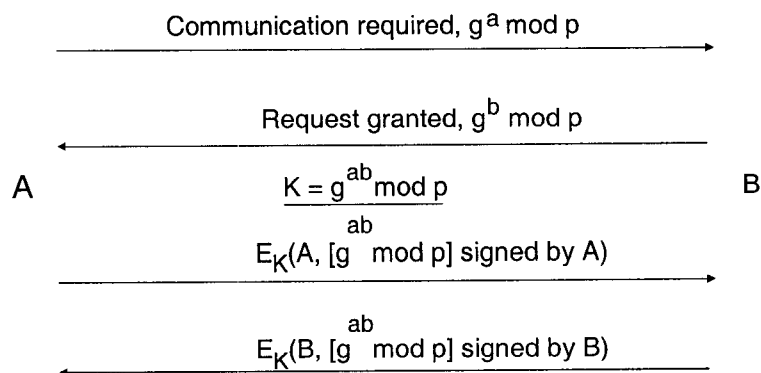 Communication required, g^a mod p
Request granted, g^b mod p
A
K = g^ab mod p
B
E_K(A, [g^ab mod p] signed by A)
E_K(B, [g^ab mod p] signed by B)